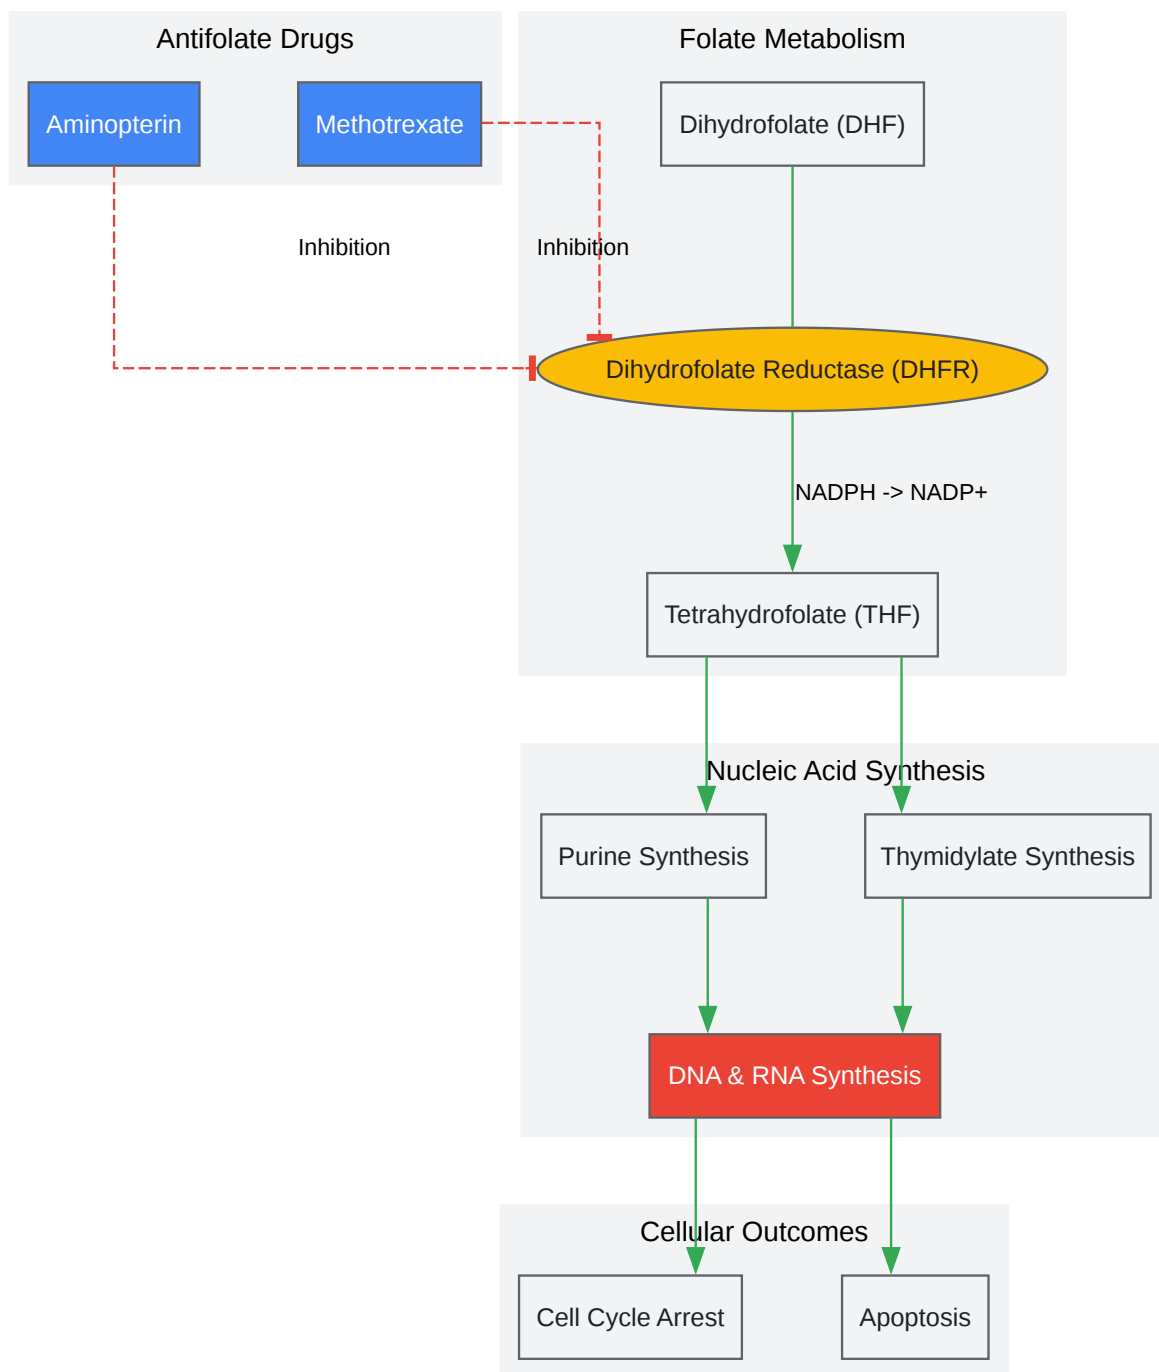 Antifolate Drugs
Folate Metabolism
Aminopterin
Methotrexate
Dihydrofolate (DHF)
Inhibition
Inhibition
Dihydrofolate Reductase (DHFR)
NADPH -> NADP+
Tetrahydrofolate (THF)
Nucleic Acid Synthesis
Purine Synthesis
Thymidylate Synthesis
DNA & RNA Synthesis
Cellular Outcomes
Cell Cycle Arrest
Apoptosis